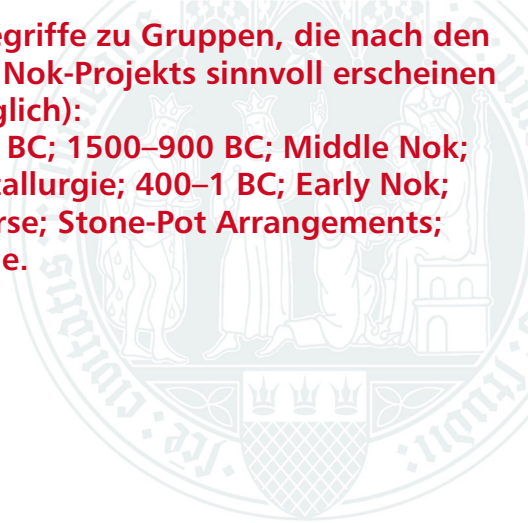 egriffe zu Gruppen, die nach den
Nok-Projekts sinnvoll erscheinen
glich):
BC; 1500–900 BC; Middle Nok;
tallurgie; 400–1 BC; Early Nok;
rse; Stone-Pot Arrangements;
e.